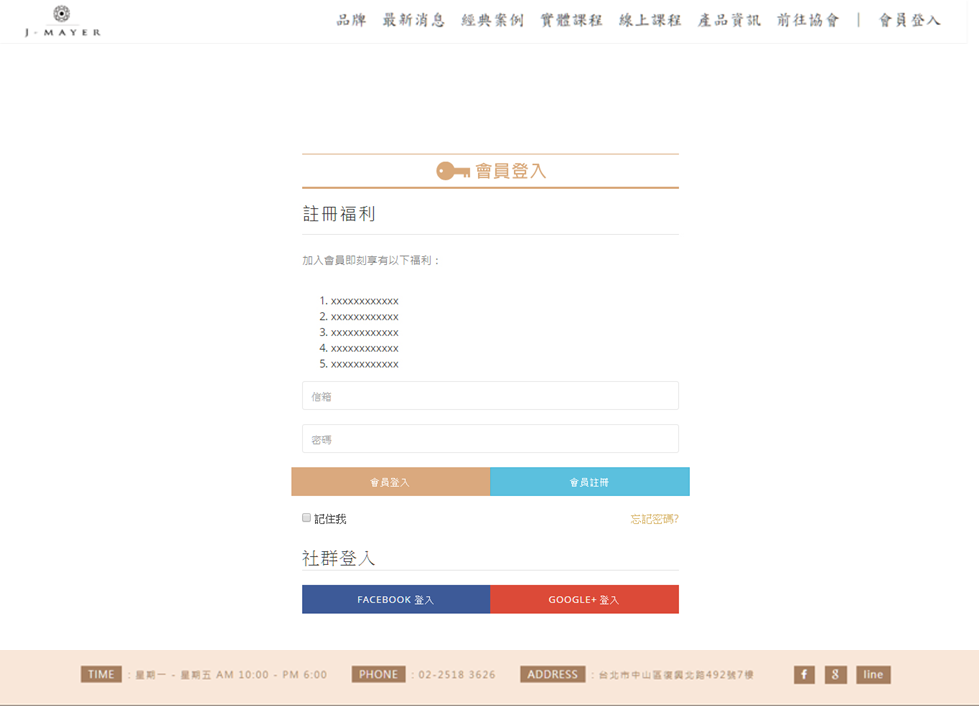 J-MAYER
品牌 最新消息 經典案例 實體課程 線上課程 產品資訊 前往協會 | 會員登入
會員登入
註冊福利
加入會員即刻享有以下福利：
1. xxxxxxxxxxxx
2. xxxxxxxxxxxx
3. xxxxxxxxxxxx
4. xxxxxxxxxxxx
5. xxxxxxxxxxxx
信箱
密碼
會員登入 會員註冊
記住我 忘記密碼?
社群登入
FACEBOOK 登入 GOOGLE+ 登入
TIME : 星期一 - 星期五 AM 10:00 - PM 6:00 PHONE : 02-2518 3626 ADDRESS : 台北市中山區復興北路492號7樓 f 8 line